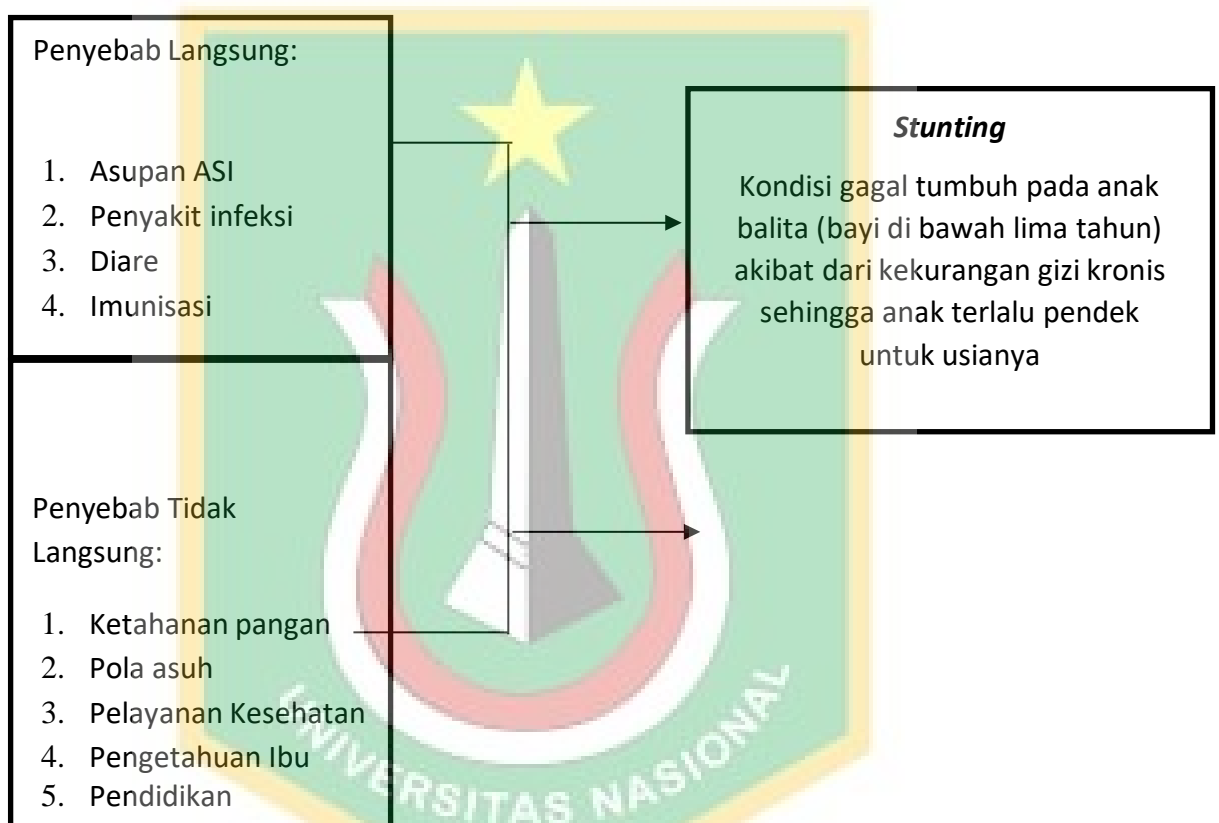 Penyebab Langsung:
1. Asupan ASI
2. Penyakit infeksi
3. Diare
4. Imunisasi
Penyebab Tidak
Langsung:
1. Ketahanan pangan
2. Pola asuh
3. Pelayanan Kesehatan
4. Pengetahuan Ibu
5. Pendidikan
Stunting
Kondisi gagal tumbuh pada anak
balita (bayi di bawah lima tahun)
akibat dari kekurangan gizi kronis
sehingga anak terlalu pendek
untuk usianya
UNIVERSITAS NASIONAL